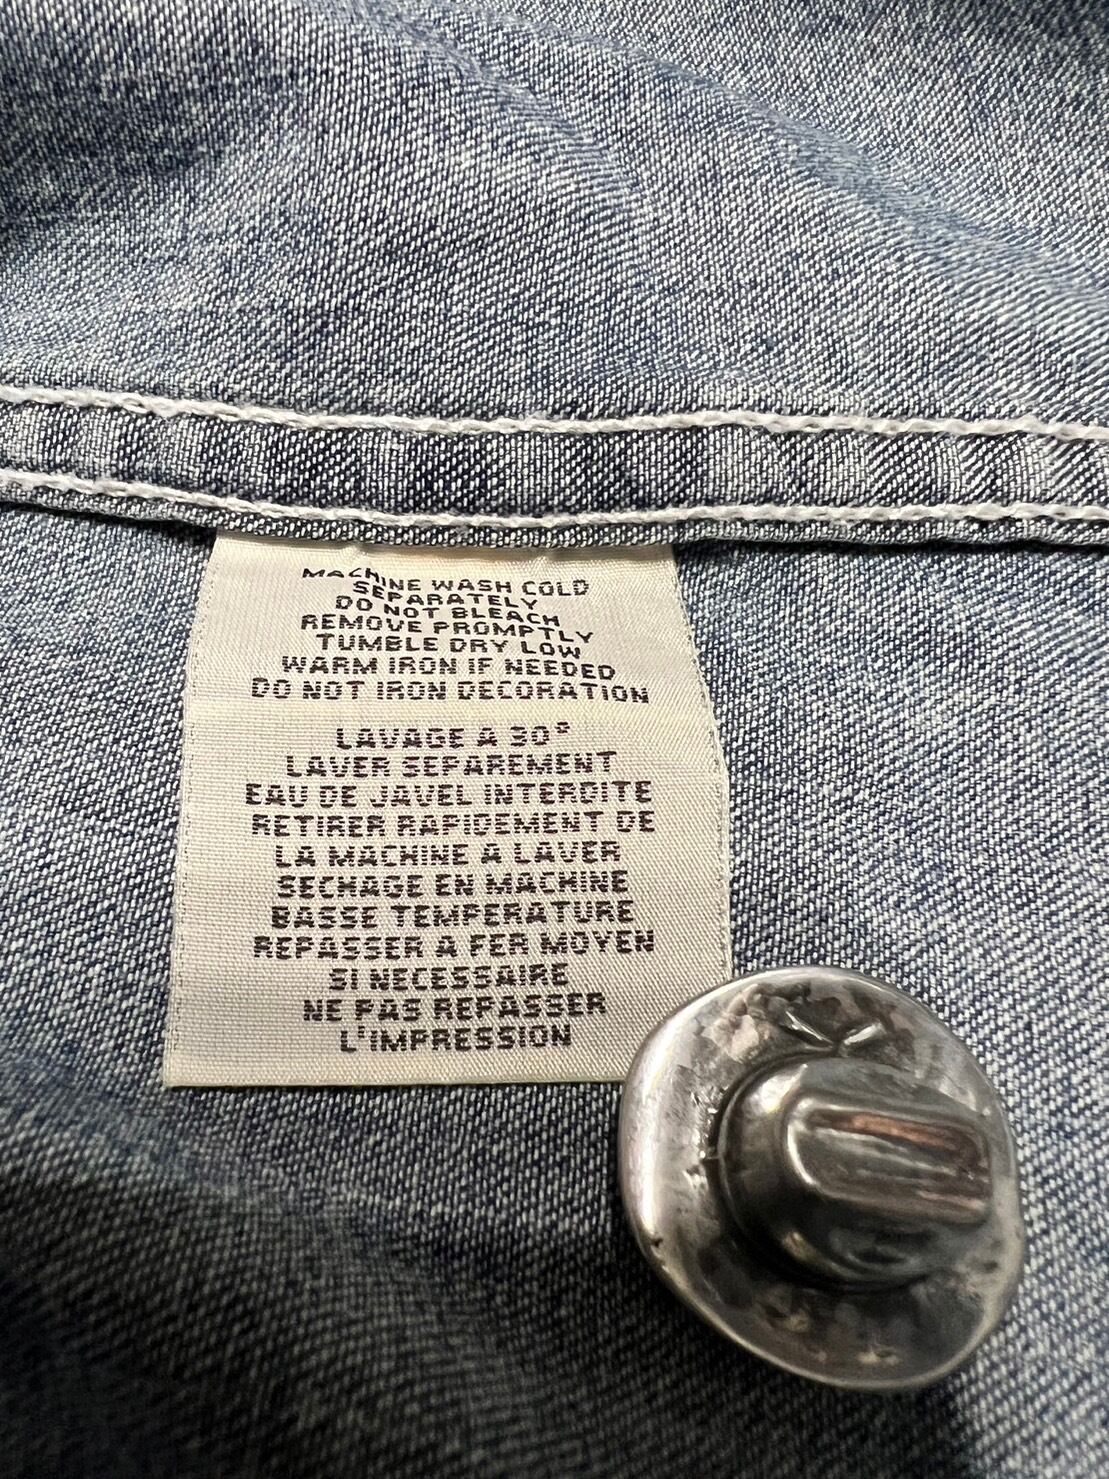 MACHINE WASH COLD
SEPARATELY
DO NOT BLEACH
REMOVE PROMPTLY
TUMBLE DRY LOW
WARM IRON IF NEEDED
DO NOT IRON DECORATION
LAVAGE A 30°
LAVER SEPAREMENT
EAU DE JAVEL INTERDITE
RETIRER RAPIDEMENT DE
LA MACHINE A LAVER
SECHAGE EN MACHINE
BASSE TEMPERATURE
REPASSER A FER MOYEN
SI NECESSAIRE
NE PAS REPASSER
L'IMPRESSION